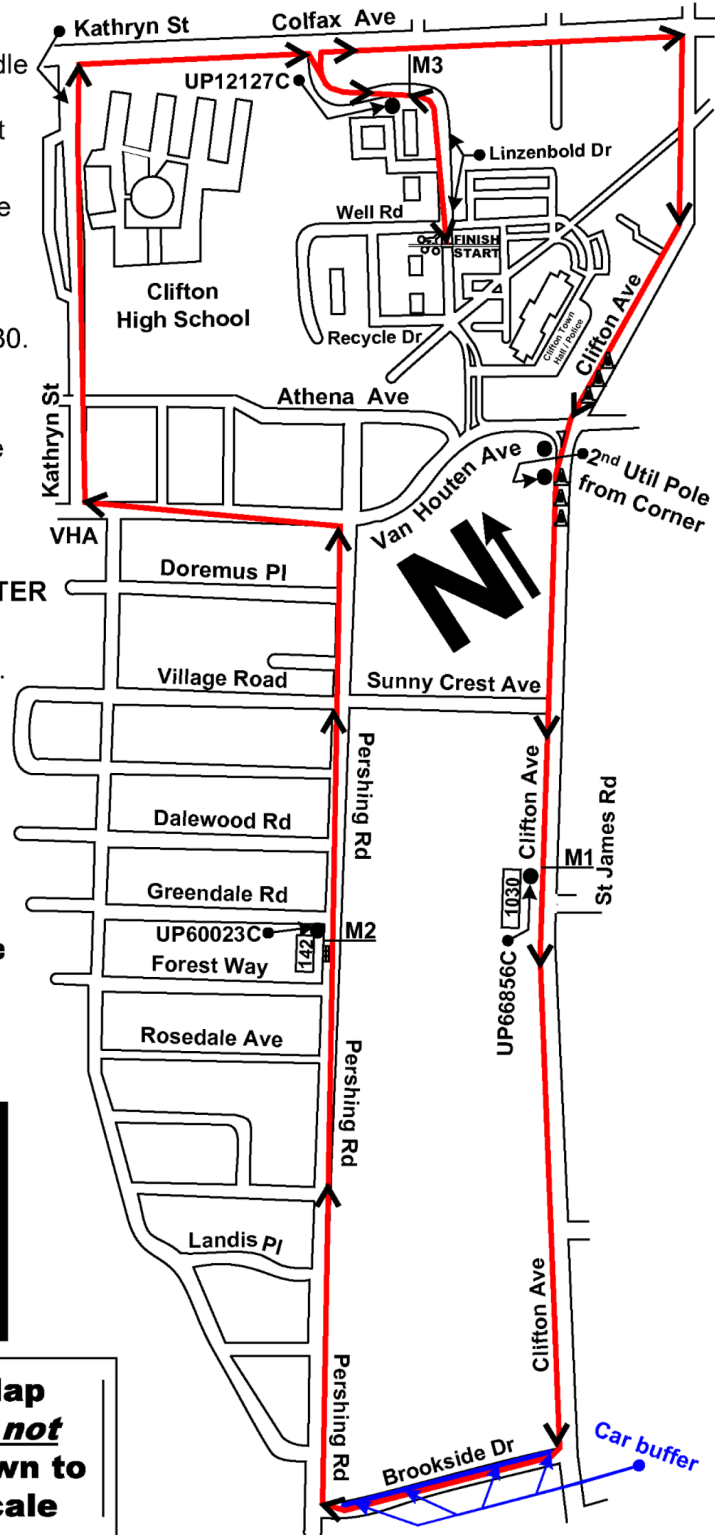 Kathryn St
Colfax Ave
UP12127C
M3
Linzenbold Dr
Well Rd
FINISH
START
Clifton
High School
Recycle Dr
Clifton Town
Hall / Police
Clifton Ave
30.
Athena Ave
Kathryn St
Van Houten Ave
2nd Util Pole
from Corner
VHA
N
Doremus Pl
TER
Village Road
Sunny Crest Ave
Pershing Rd
Clifton Ave
St James Rd
Dalewood Rd
M1
Greendale Rd
1030
UP60023C
142
M2
Forest Way
UP66856C
Rosedale Ave
Pershing Rd
Landis Pl
Clifton Ave
Pershing Rd
Brookside Dr
Car buffer
not